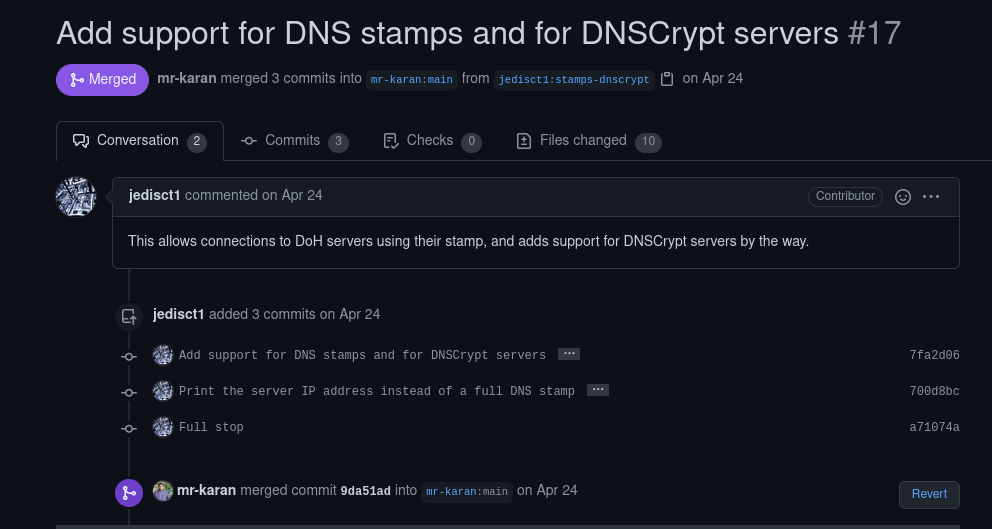 Add support for DNS stamps and for DNSCrypt servers #17
Merged mr-karan merged 3 commits into mr-karan:main from jedisct1:stamps-dnscrypt on Apr 24
Conversation 2 Commits 3 Checks 0 Files changed 10
jedisct1 commented on Apr 24 Contributor ...
This allows connections to DoH servers using their stamp, and adds support for DNSCrypt servers by the way.
jedisct1 added 3 commits on Apr 24
Add support for DNS stamps and for DNSCrypt servers ... 7fa2d06
Print the server IP address instead of a full DNS stamp ... 700d8bc
Full stop a71074a
mr-karan merged commit 9da51ad into mr-karan:main on Apr 24 Revert